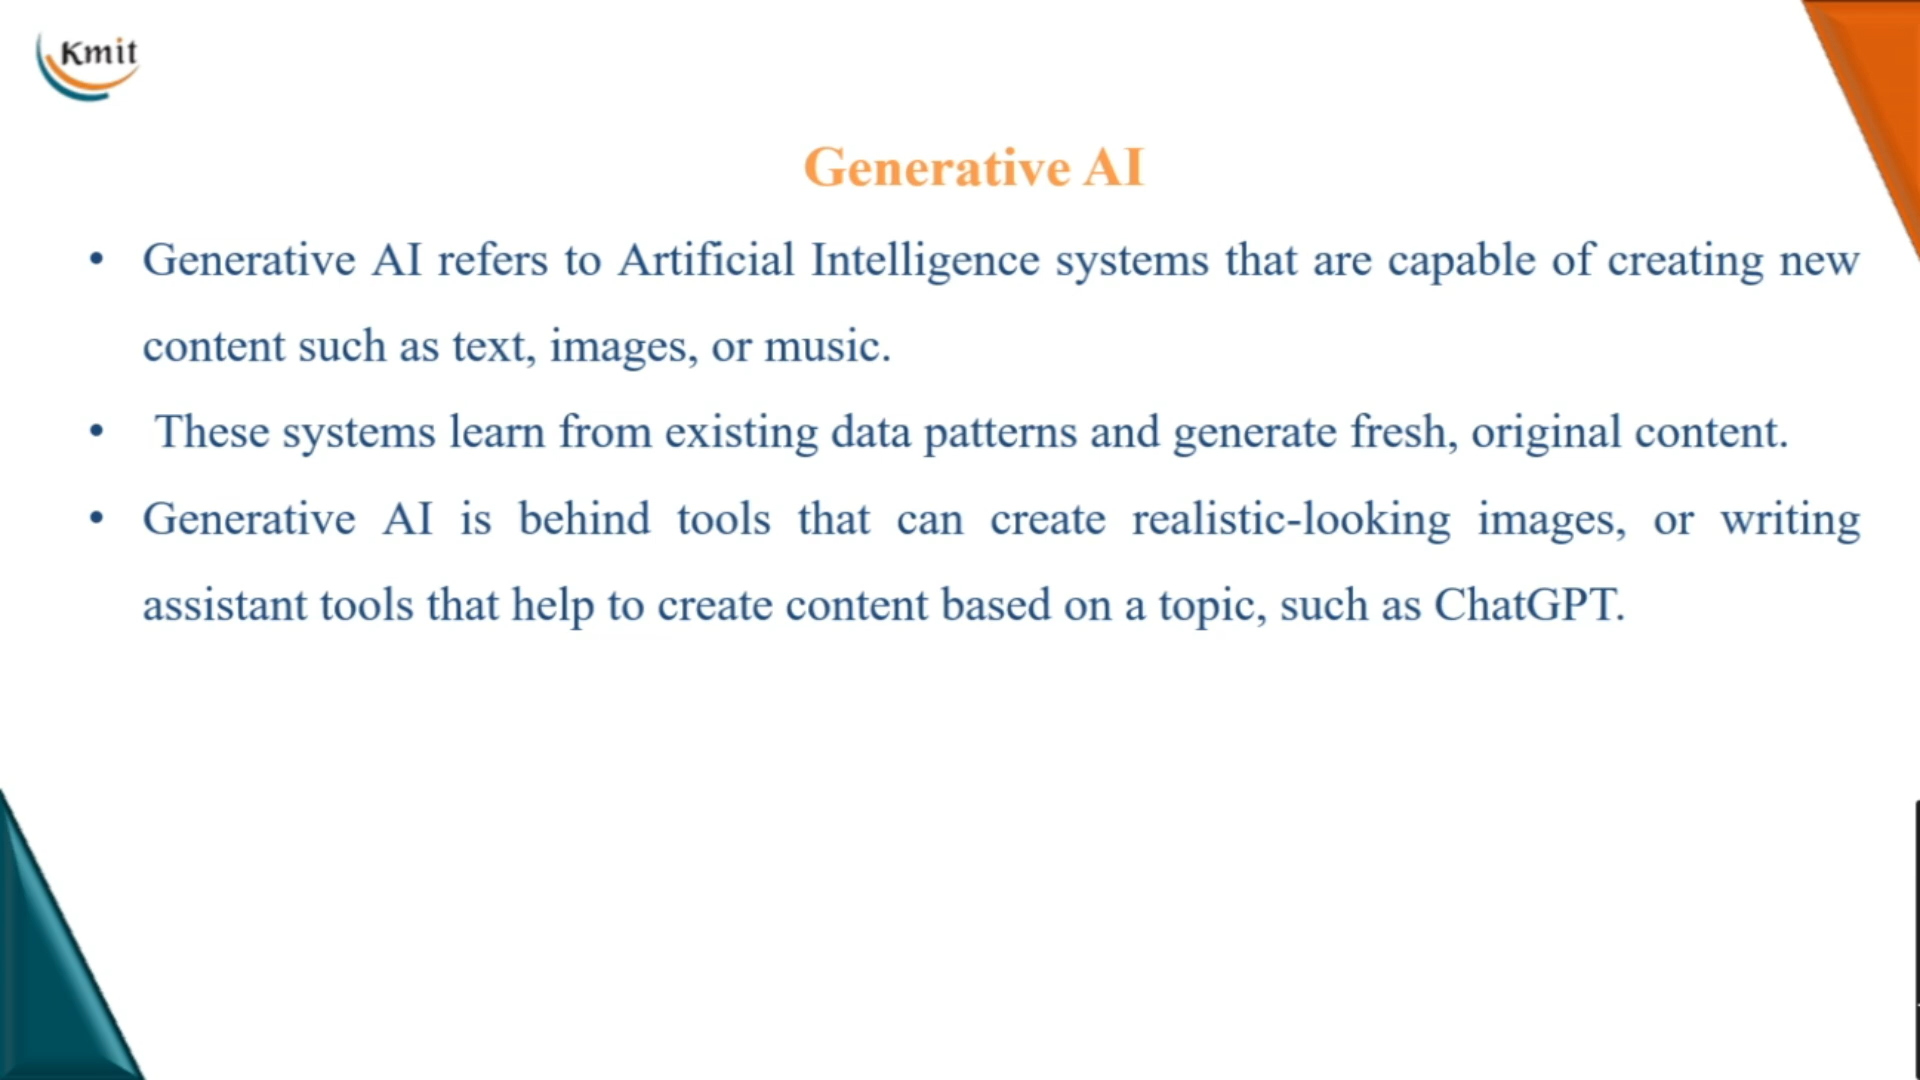 Kmit
Generative AI
• Generative AI refers to Artificial Intelligence systems that are capable of creating new
content such as text, images, or music.
• These systems learn from existing data patterns and generate fresh, original content.
• Generative AI is behind tools that can create realistic-looking images, or writing
assistant tools that help to create content based on a topic, such as ChatGPT.